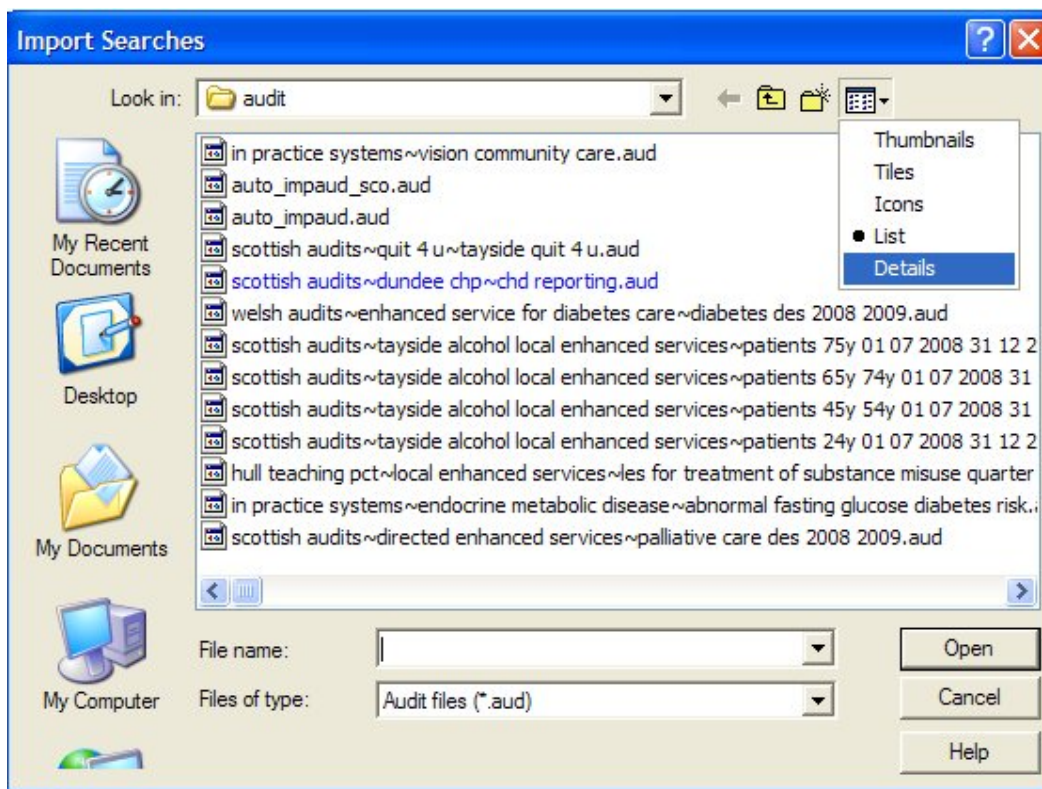 Import Searches
Look in:
audit
Thumbnails
Tiles
Icons
List
Details
My Recent
Documents
Desktop
My Documents
My Computer
in practice systems~vision community care.aud
auto_impaud_sco.aud
auto_impaud.aud
scottish audits~quit 4 u~tayside quit 4 u.aud
scottish audits~dundee chp~chd reporting.aud
welsh audits~enhanced service for diabetes care~diabetes des 2008 2009.aud
scottish audits~tayside alcohol local enhanced services~patients 75y 01 07 2008 31 12 2
scottish audits~tayside alcohol local enhanced services~patients 65y 74y 01 07 2008 31
scottish audits~tayside alcohol local enhanced services~patients 45y 54y 01 07 2008 31
scottish audits~tayside alcohol local enhanced services~patients 24y 01 07 2008 31 12 2
hull teaching pct~local enhanced services~les for treatment of substance misuse quarter
in practice systems~endocrine metabolic disease~abnormal fasting glucose diabetes risk.
scottish audits~directed enhanced services~palliative care des 2008 2009.aud
File name:
Open
Files of type:
Audit files (*.aud)
Cancel
Help